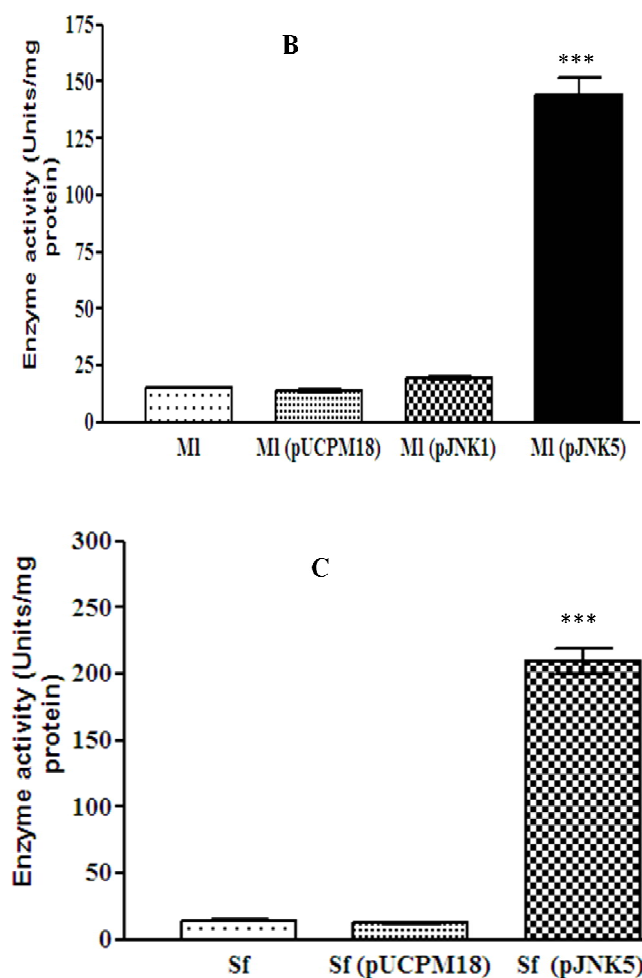 B
***
Enzyme activity (Units/mg
protein)
175
150
125
100
75
50
25
0
Ml
Ml (pUCPM18)
Ml (pJNK1)
Ml (pJNK5)
C
***
Enzyme activity (Units/mg
protein)
300
250
200
150
100
50
0
Sf
Sf (pUCPM18)
Sf (pJNK5)